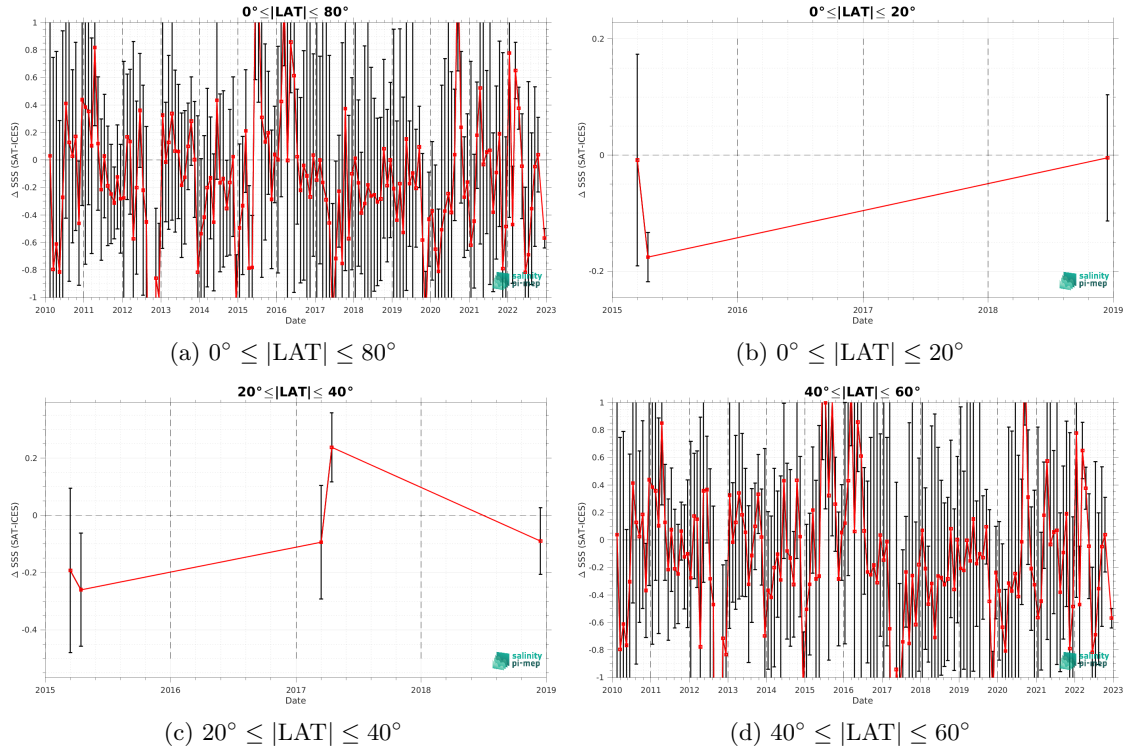 0°≤|LAT|≤ 80°
1
0.8
0.6
0.4
0.2
0
-0.2
-0.4
-0.6
-0.8
-1
Δ SSS (SAT-ICES)
2010 2011 2012 2013 2014 2015 2016 2017 2018 2019 2020 2021 2022 2023
Date
salinity
pi-mep
(a) 0° ≤ |LAT| ≤ 80°
0°≤|LAT|≤ 20°
0.2
0
-0.2
Δ SSS (SAT-ICES)
2015 2016 2017 2018 2019
Date
salinity
pi-mep
(b) 0° ≤ |LAT| ≤ 20°
20°≤|LAT|≤ 40°
0.2
0
-0.2
-0.4
Δ SSS (SAT-ICES)
2015 2016 2017 2018 2019
Date
salinity
pi-mep
(c) 20° ≤ |LAT| ≤ 40°
40°≤|LAT|≤ 60°
1
0.8
0.6
0.4
0.2
0
-0.2
-0.4
-0.6
-0.8
-1
Δ SSS (SAT-ICES)
2010 2011 2012 2013 2014 2015 2016 2017 2018 2019 2020 2021 2022 2023
Date
salinity
pi-mep
(d) 40° ≤ |LAT| ≤ 60°